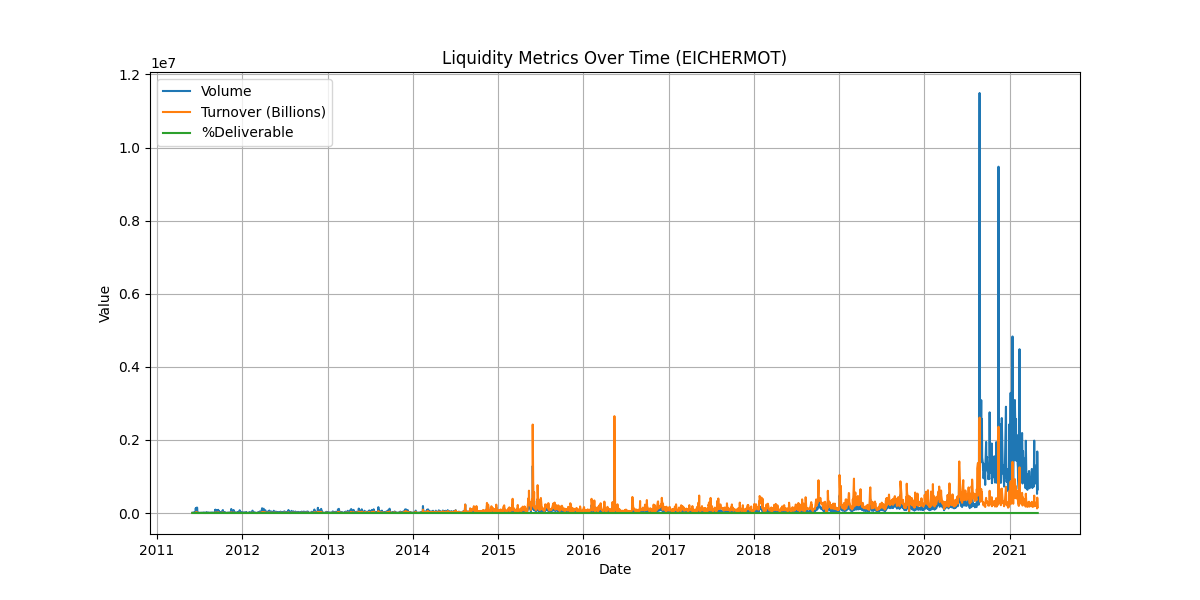 Liquidity Metrics Over Time (EICHERMOT)
1e7
1.2
1.0
0.8
0.6
0.4
0.2
0.0
Value
Volume
Turnover (Billions)
%Deliverable
2011 2012 2013 2014 2015 2016 2017 2018 2019 2020 2021
Date